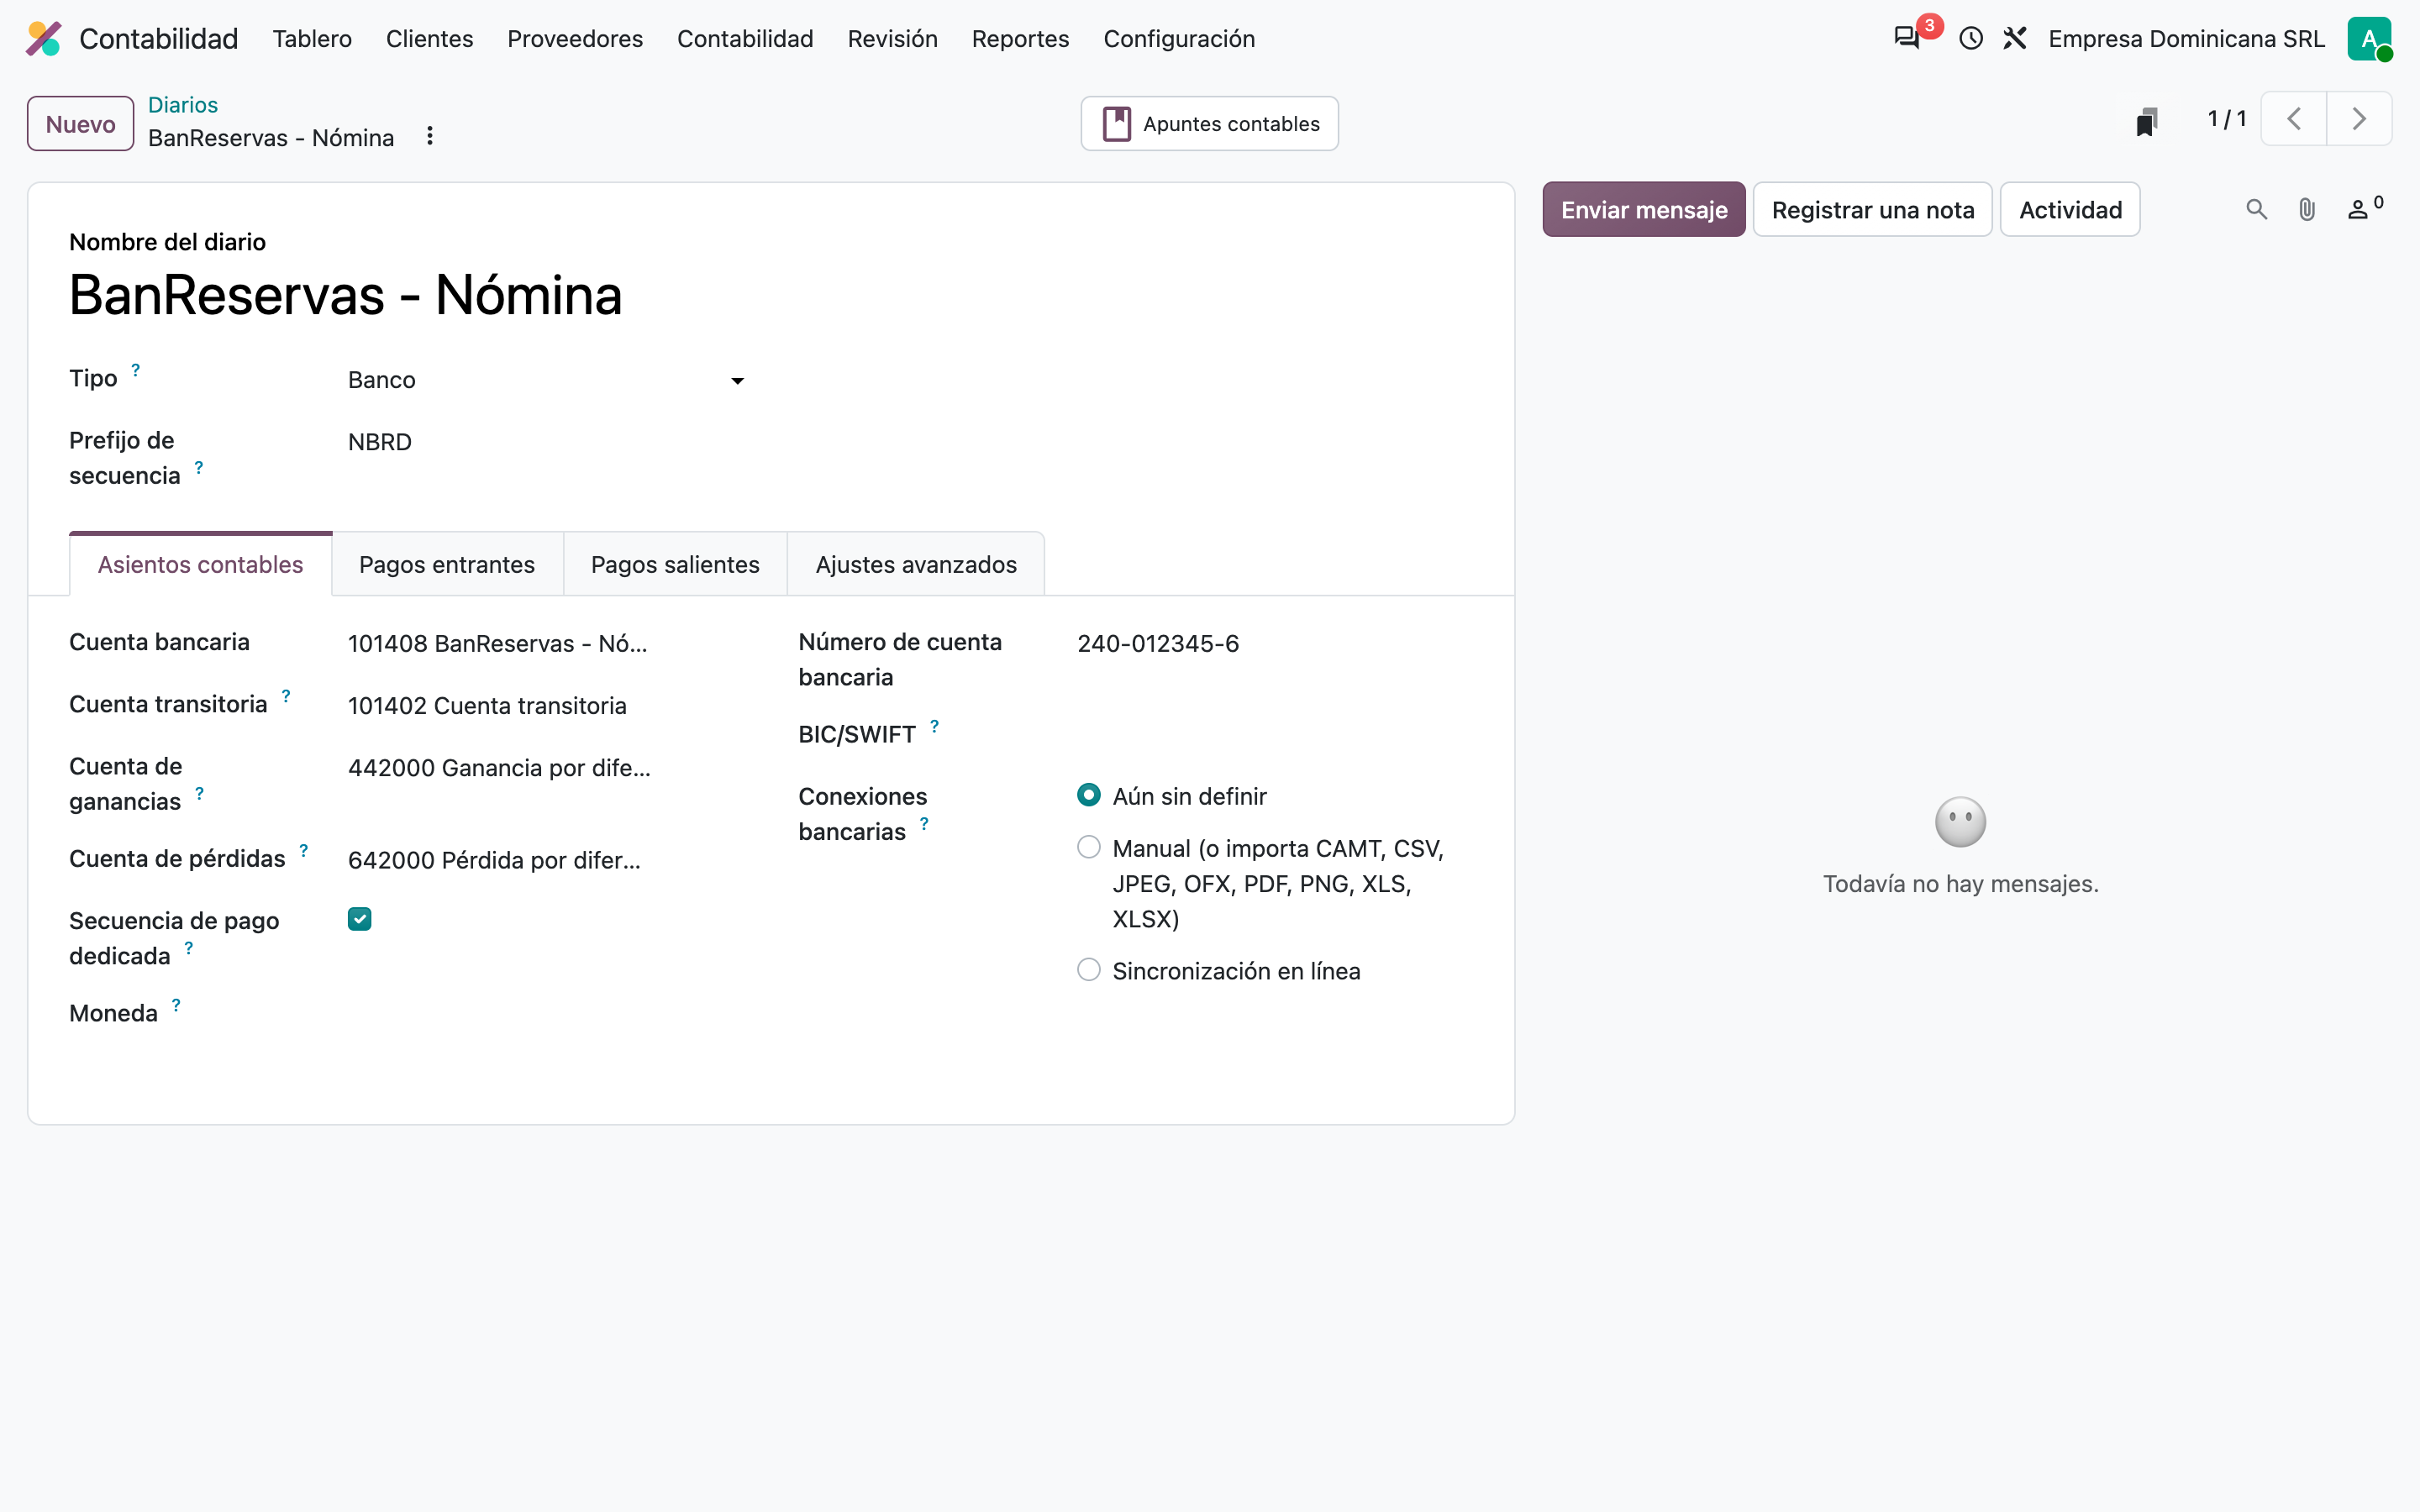 Contabilidad Tablero Clientes Proveedores Contabilidad Revisión Reportes Configuración 3 Empresa Dominicana SRL A
Nuevo Diarios
BanReservas - Nómina
Apuntes contables
1 / 1
Enviar mensaje Registrar una nota Actividad 0
Nombre del diario
BanReservas - Nómina
Tipo ? Banco
Prefijo de
secuencia ? NBRD
Asientos contables Pagos entrantes Pagos salientes Ajustes avanzados
Cuenta bancaria 101408 BanReservas - Nó...
Cuenta transitoria ? 101402 Cuenta transitoria
Cuenta de
ganancias ? 442000 Ganancia por dife...
Cuenta de pérdidas ? 642000 Pérdida por difer...
Secuencia de pago
dedicada ?
Moneda ?
Número de cuenta
bancaria 240-012345-6
BIC/SWIFT ?
Conexiones
bancarias ?
Aún sin definir
Manual (o importa CAMT, CSV,
JPEG, OFX, PDF, PNG, XLS,
XLSX)
Sincronización en línea
Todavía no hay mensajes.